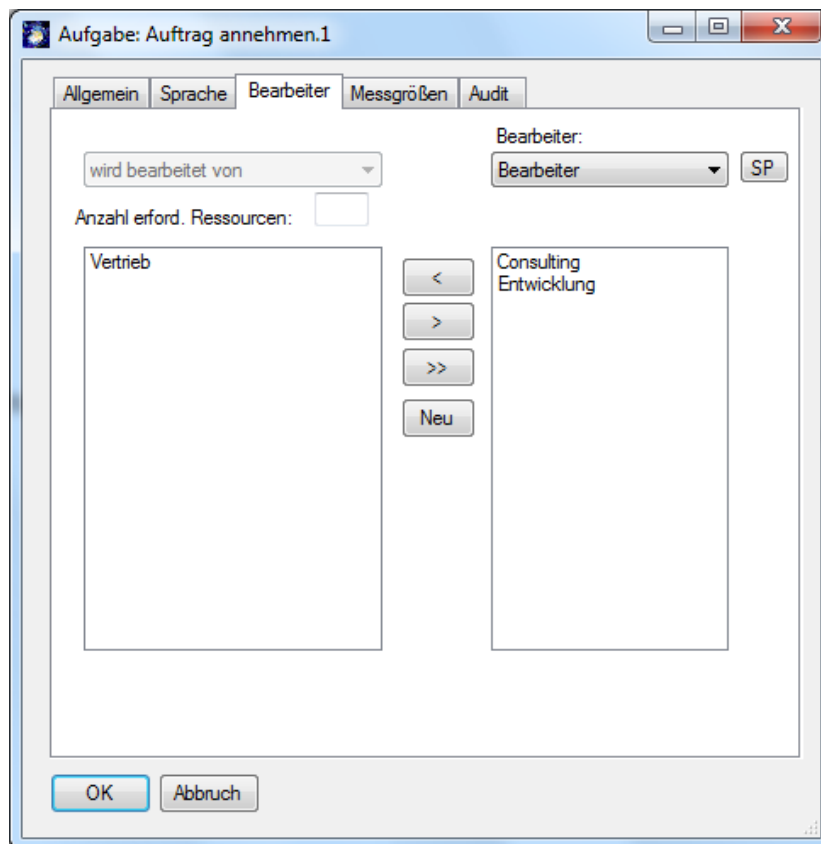 Aufgabe: Auftrag annehmen.1
Allgemein Sprache Bearbeiter Messgrößen Audit
Bearbeiter:
wird bearbeitet von
Bearbeiter
SP
Anzahl erford. Ressourcen:
Vertrieb
<
>
>>
Neu
Consulting
Entwicklung
OK
Abbruch